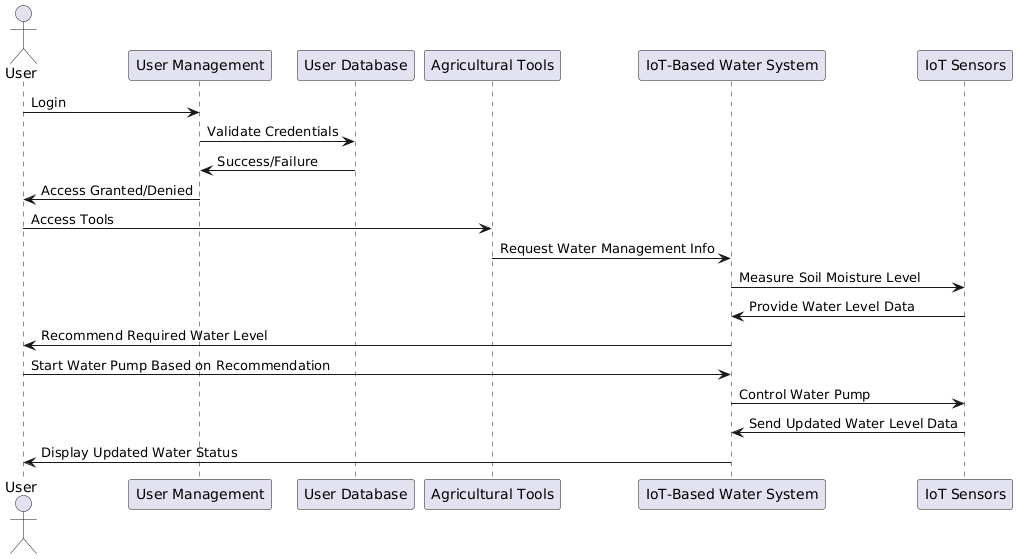 User
User Management
User Database
Agricultural Tools
IoT-Based Water System
IoT Sensors
Login
Validate Credentials
Success/Failure
Access Granted/Denied
Access Tools
Request Water Management Info
Measure Soil Moisture Level
Provide Water Level Data
Recommend Required Water Level
Start Water Pump Based on Recommendation
Control Water Pump
Send Updated Water Level Data
Display Updated Water Status
User
User Management
User Database
Agricultural Tools
IoT-Based Water System
IoT Sensors